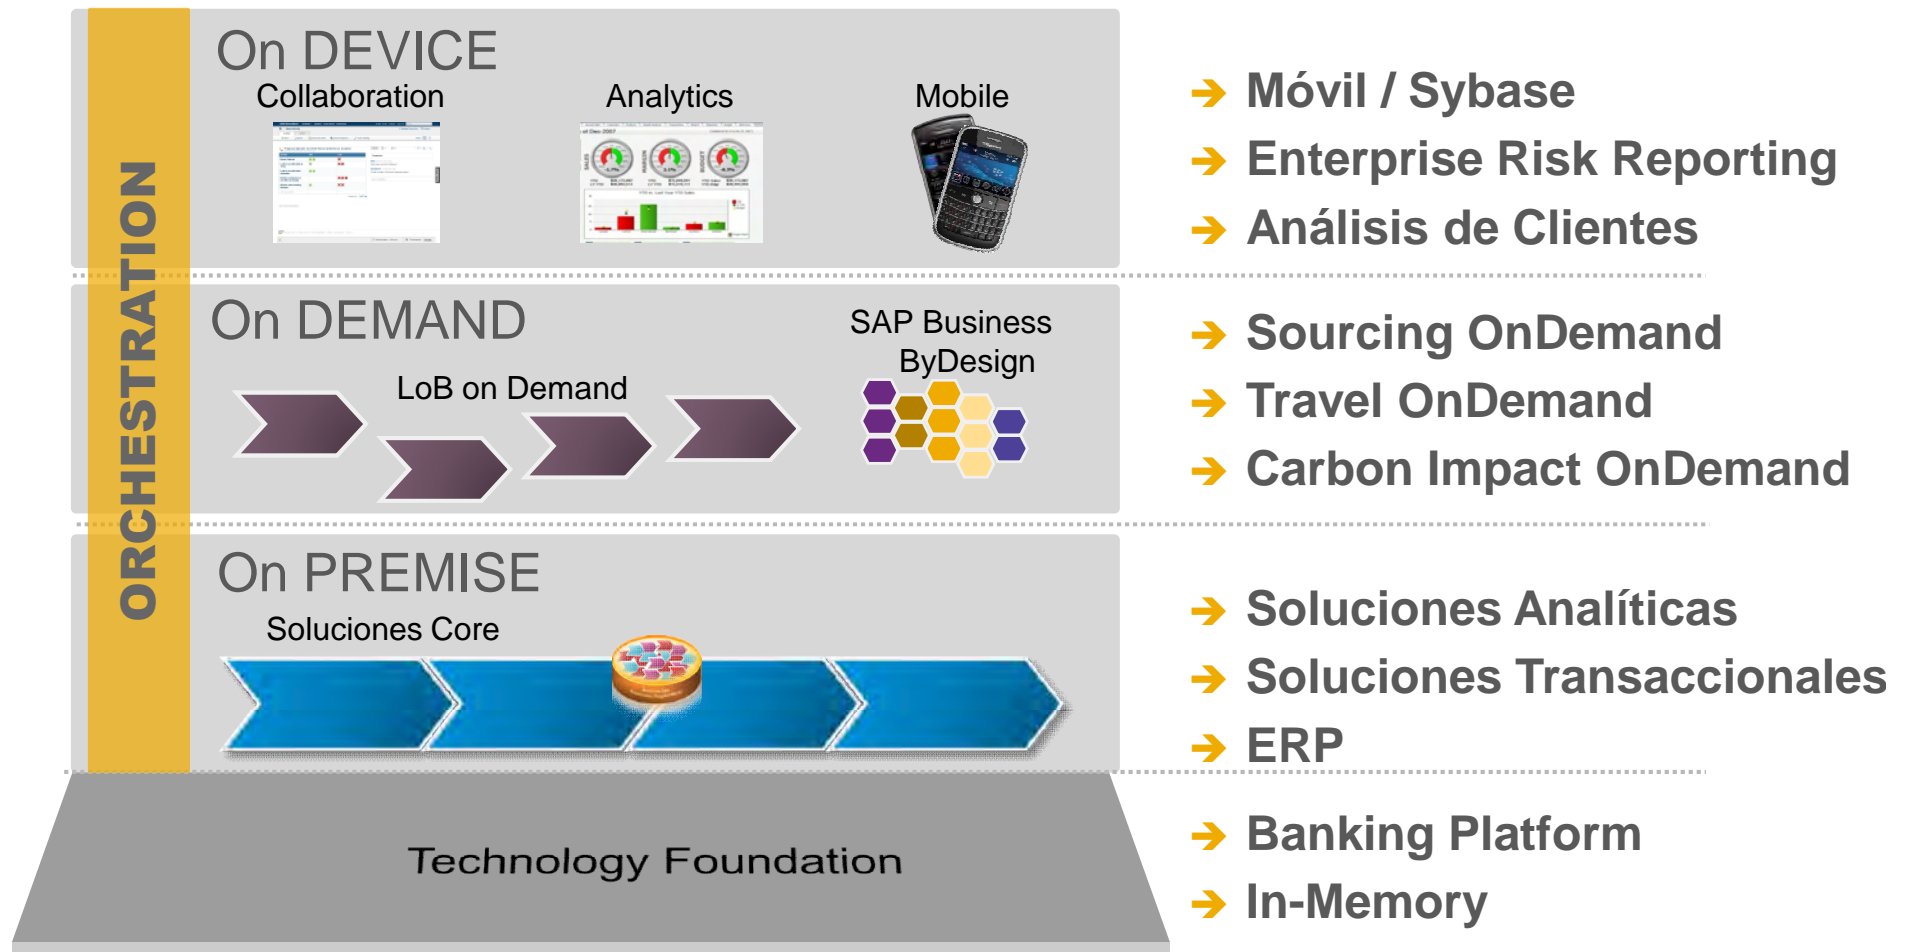 ORCHESTRATION
On DEVICE
Collaboration
Analytics
Mobile
Móvil / Sybase
Enterprise Risk Reporting
Análisis de Clientes
On DEMAND
LoB on Demand
SAP Business
ByDesign
Sourcing OnDemand
Travel OnDemand
Carbon Impact OnDemand
On PREMISE
Soluciones Core
Soluciones Analíticas
Soluciones Transaccionales
ERP
Technology Foundation
Banking Platform
In-Memory